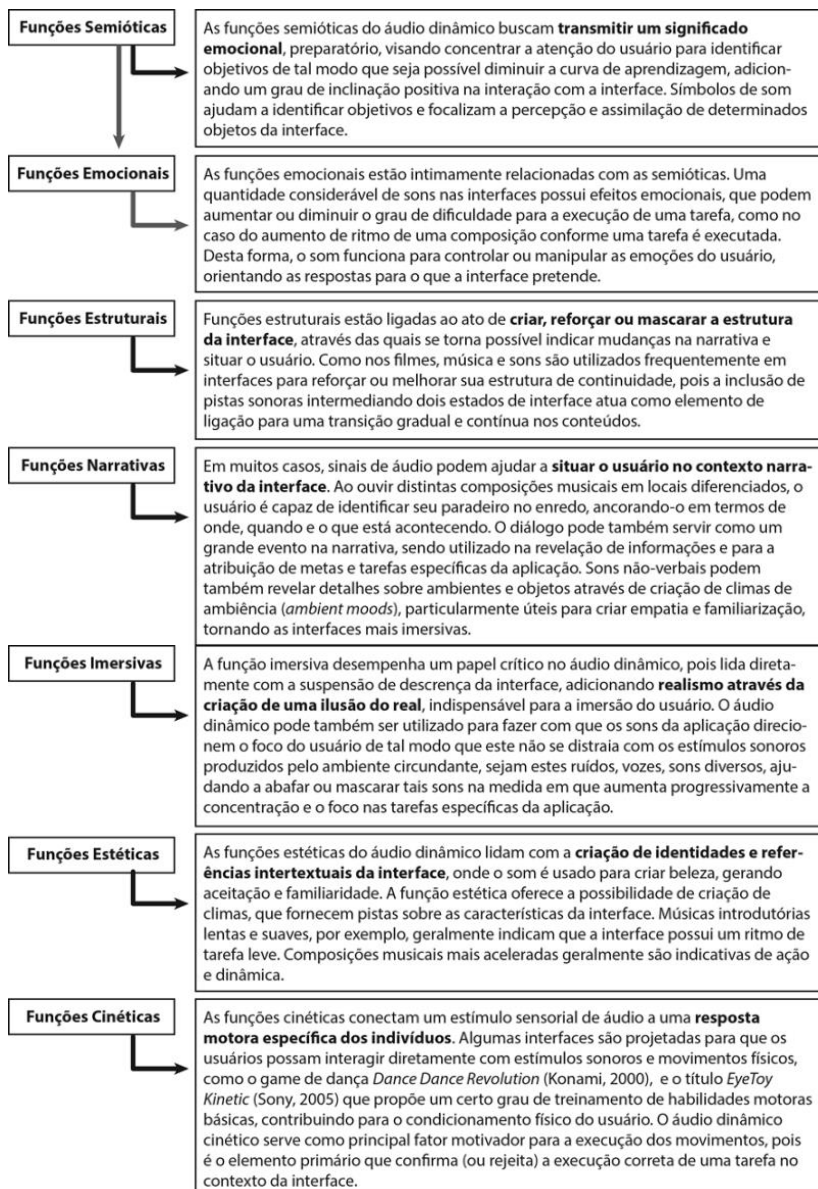 Funções Semióticas
As funções semióticas do áudio dinâmico buscam transmitir um significado
emocional, preparatório, visando concentrar a atenção do usuário para identificar
objetivos de tal modo que seja possível diminuir a curva de aprendizagem, adicion-
ando um grau de inclinação positiva na interação com a interface. Símbolos de som
ajudam a identificar objetivos e focalizam a percepção e assimilação de determinados
objetos da interface.
Funções Emocionais
As funções emocionais estão intimamente relacionadas com as semióticas. Uma
quantidade considerável de sons nas interfaces possui efeitos emocionais, que podem
aumentar ou diminuir o grau de dificuldade para a execução de uma tarefa, como no
caso do aumento de ritmo de uma composição conforme uma tarefa é executada.
Desta forma, o som funciona para controlar ou manipular as emoções do usuário,
orientando as respostas para o que a interface pretende.
Funções Estruturais
Funções estruturais estão ligadas ao ato de criar, reforçar ou mascarar a estrutura
da interface, através das quais se torna possível indicar mudanças na narrativa e
situar o usuário. Como nos filmes, música e sons são utilizados frequentemente em
interfaces para reforçar ou melhorar sua estrutura de continuidade, pois a inclusão de
pistas sonoras intermediando dois estados de interface atua como elemento de
ligação para uma transição gradual e contínua nos conteúdos.
Funções Narrativas
Em muitos casos, sinais de áudio podem ajudar a situar o usuário no contexto narra-
tivo da interface. Ao ouvir distintas composições musicais em locais diferenciados, o
usuário é capaz de identificar seu paradeiro no enredo, ancorando-o em termos de
onde, quando e o que está acontecendo. O diálogo pode também servir como um
grande evento na narrativa, sendo utilizado na revelação de informações e para a
atribuição de metas e tarefas específicas da aplicação. Sons não-verbais podem
também revelar detalhes sobre ambientes e objetos através de criação de climas de
ambiência (ambient moods), particularmente úteis para criar empatia e familiarização,
tornando as interfaces mais imersivas.
Funções Imersivas
A função imersiva desempenha um papel crítico no áudio dinâmico, pois lida direta-
mente com a suspensão de descrença da interface, adicionando realismo através da
criação de uma ilusão do real, indispensável para a imersão do usuário. O áudio
dinâmico pode também ser utilizado para fazer com que os sons da aplicação direcio-
nem o foco do usuário de tal modo que este não se distraia com os estímulos sonoros
produzidos pelo ambiente circundante, sejam estes ruídos, vozes, sons diversos, aju-
dando a abafar ou mascarar tais sons na medida em que aumenta progressivamente a
concentração e o foco nas tarefas específicas da aplicação.
Funções Estéticas
As funções estéticas do áudio dinâmico lidam com a criação de identidades e refer-
ências intertextuais da interface, onde o som é usado para criar beleza, gerando
aceitação e familiaridade. A função estética oferece a possibilidade de criação de
climas, que fornecem pistas sobre as características da interface. Músicas introdutórias
lentas e suaves, por exemplo, geralmente indicam que a interface possui um ritmo de
tarefa leve. Composições musicais mais aceleradas geralmente são indicativas de ação
e dinâmica.
Funções Cinéticas
As funções cinéticas conectam um estímulo sensorial de áudio a uma resposta
motora específica dos indivíduos. Algumas interfaces são projetadas para que os
usuários possam interagir diretamente com estímulos sonoros e movimentos físicos,
como o game de dança Dance Dance Revolution (Konami, 2000), e o título EyeToy
Kinetic (Sony, 2005) que propõe um certo grau de treinamento de habilidades motoras
básicas, contribuindo para o condicionamento físico do usuário. O áudio dinâmico
cinético serve como principal fator motivador para a execução dos movimentos, pois
é o elemento primário que confirma (ou rejeita) a execução correta de uma tarefa no
contexto da interface.